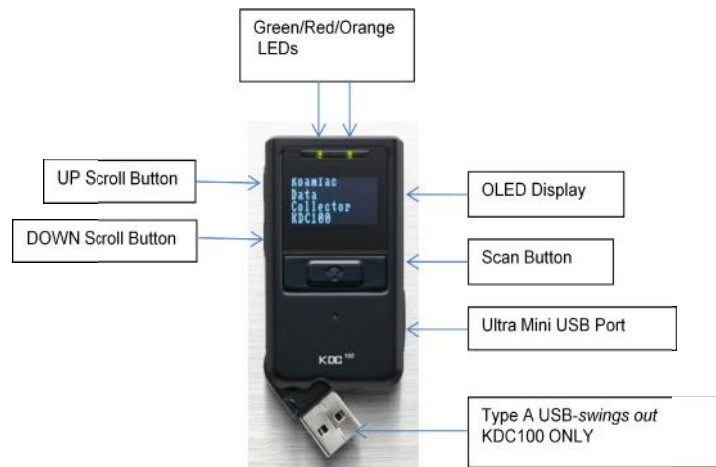 Green/Red/Orange
LEDs
UP Scroll Button
DOWN Scroll Button
Koamtac
Data
Collector
KDC100
OLED Display
Scan Button
Ultra Mini USB Port
KDC 100
Type A USB-swings out
KDC100 ONLY